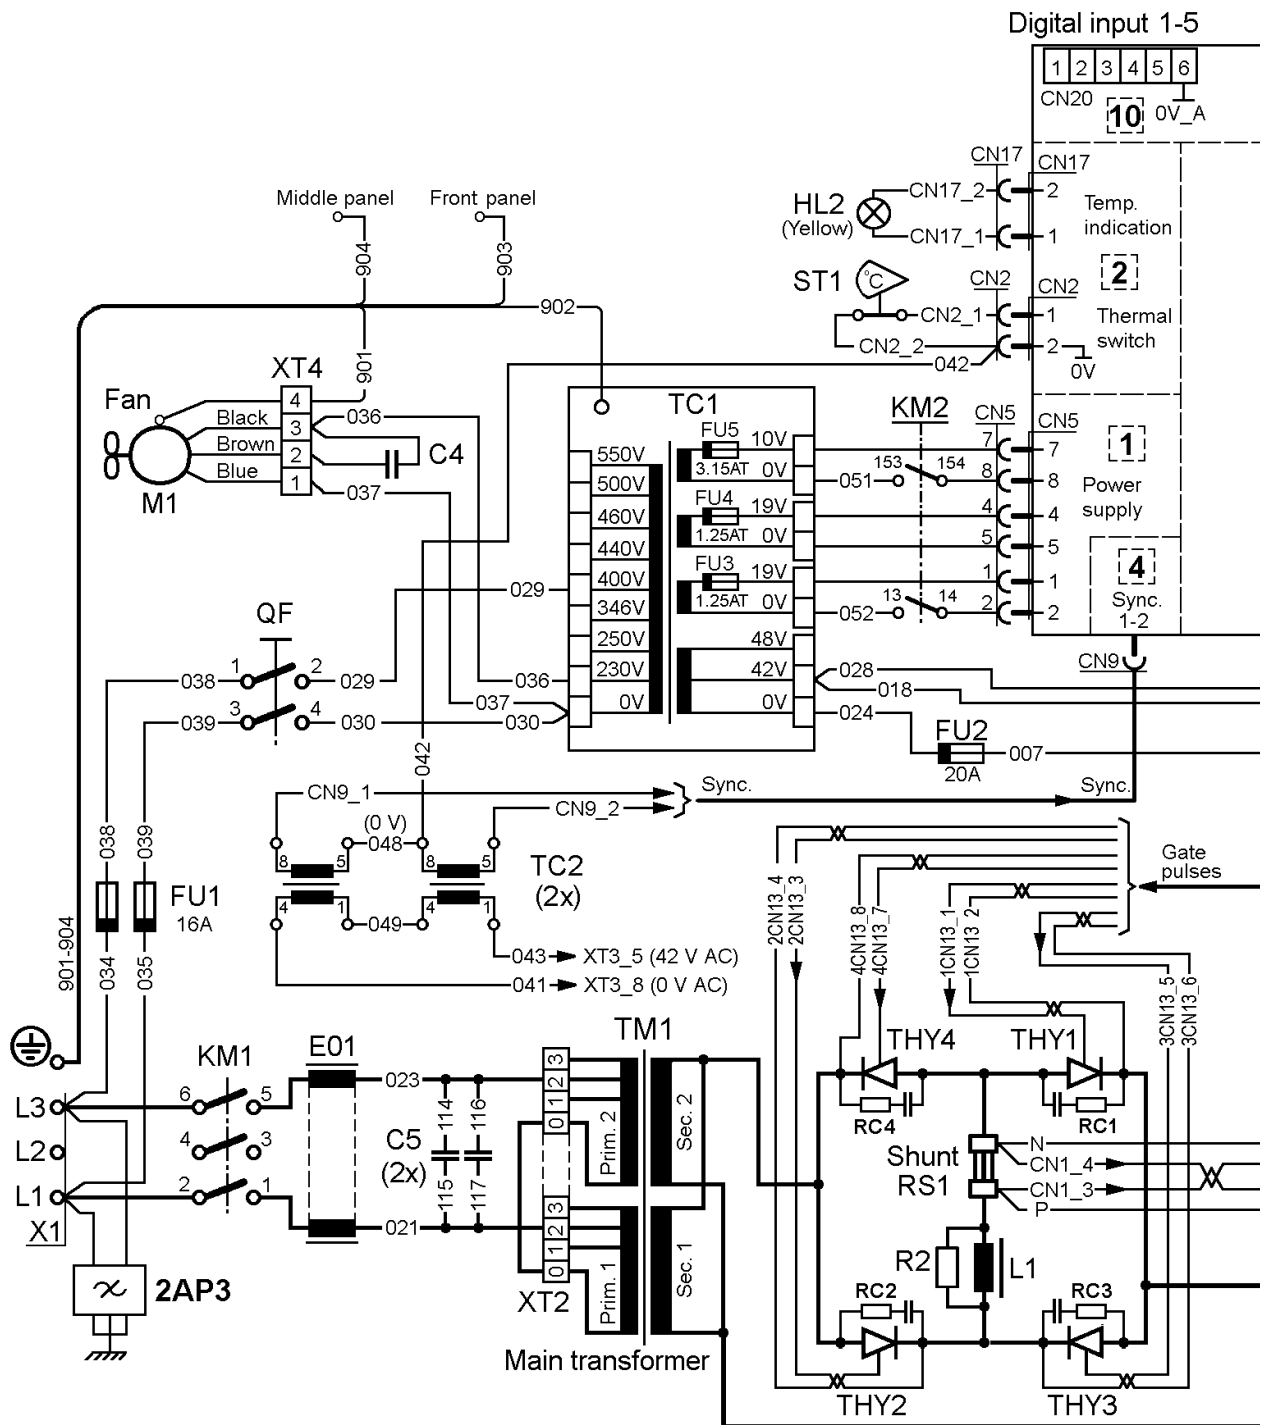 Digital input 1-5
1 2 3 4 5 6
CN20
10
0V_A
CN17 CN17
HL2
(Yellow)
CN17_2
2
CN17_1
1
Temp.
indication
2
Middle panel
Front panel
904
903
902
901
ST1
°C
CN2 CN2
CN2_1
1
CN2_2
2
042
0V
Thermal
switch
XT4
Fan
M1
Black
Brown
Blue
4
3
2
1
036
037
C4
TC1
550V
500V
460V
440V
400V
346V
250V
230V
0V
FU5
3.15AT
10V
0V
FU4
1.25AT
19V
0V
FU3
1.25AT
19V
0V
48V
42V
0V
KM2
051
153 154
052
13 14
CN5 CN5
7 7
8 8
4 4
5 5
1 1
2 2
1
Power
supply
4
Sync.
1-2
CN9
QF
038
1 2
029
029
039
3 4
030
036
037
030
028
018
024
FU2
20A
007
042
CN9_1
CN9_2
Sync.
Sync.
(0 V)
048
8 5
8 5
4 1
4 1
049
TC2
(2x)
043
XT3_5 (42 V AC)
041
XT3_8 (0 V AC)
038
039
FU1
16A
034
035
901-904
Gate
pulses
2CN13_4
2CN13_3
4CN13_8
4CN13_7
1CN13_1
1CN13_2
3CN13_5
3CN13_6
L3
L2
L1
X1
KM1
6 5
4 3
2 1
E01
023
021
C5
(2x)
114
116
115
117
TM1
3
2
1
0
3
2
1
0
XT2
Prim. 2
Sec. 2
Prim. 1
Sec. 1
Main transformer
2AP3
THY4
THY1
RC4
RC1
Shunt
RS1
N
CN1_4
CN1_3
P
R2
L1
RC2
RC3
THY2
THY3